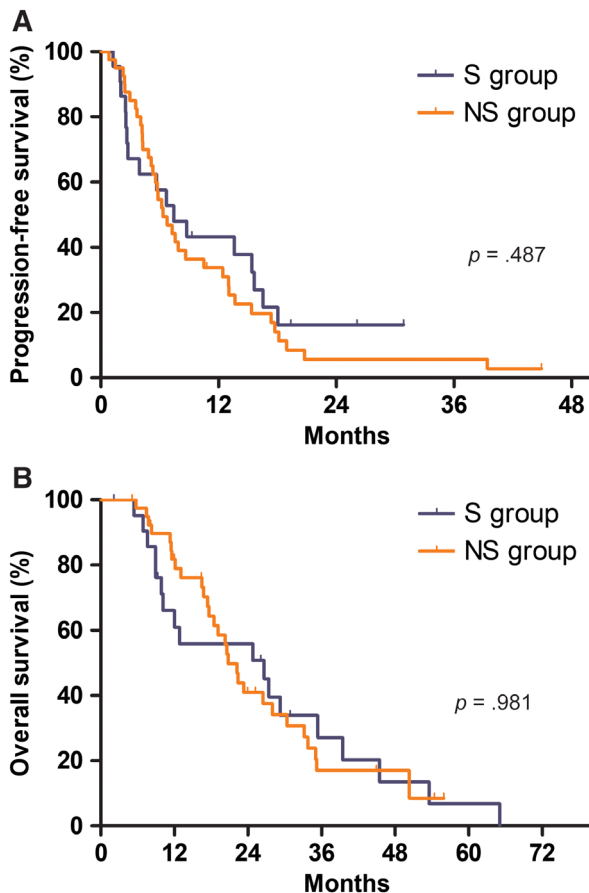 A
Progression-free survival (%)
100
80
60
40
20
0
S group
NS group
p = .487
0 12 24 36 48
Months
B
Overall survival (%)
100
80
60
40
20
0
S group
NS group
p = .981
0 12 24 36 48 60 72
Months